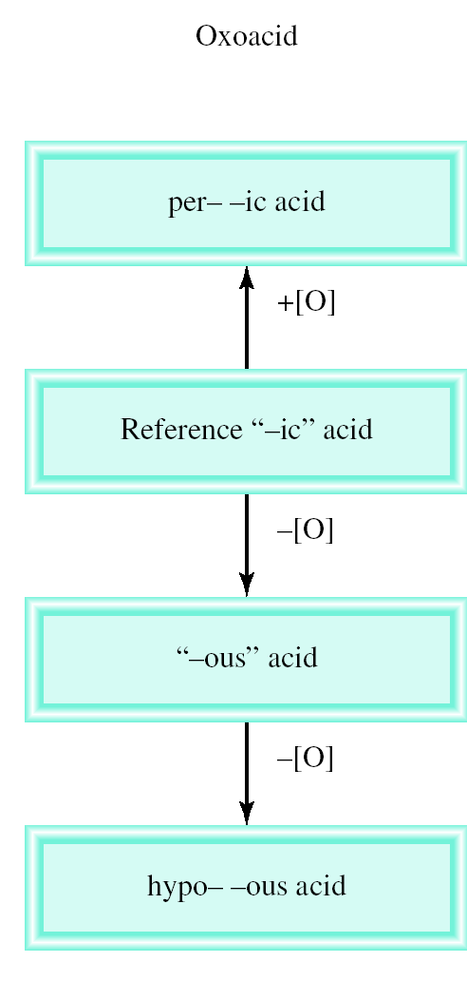 Oxoacid
per– –ic acid
+[O]
Reference “–ic” acid
–[O]
“–ous” acid
–[O]
hypo– –ous acid